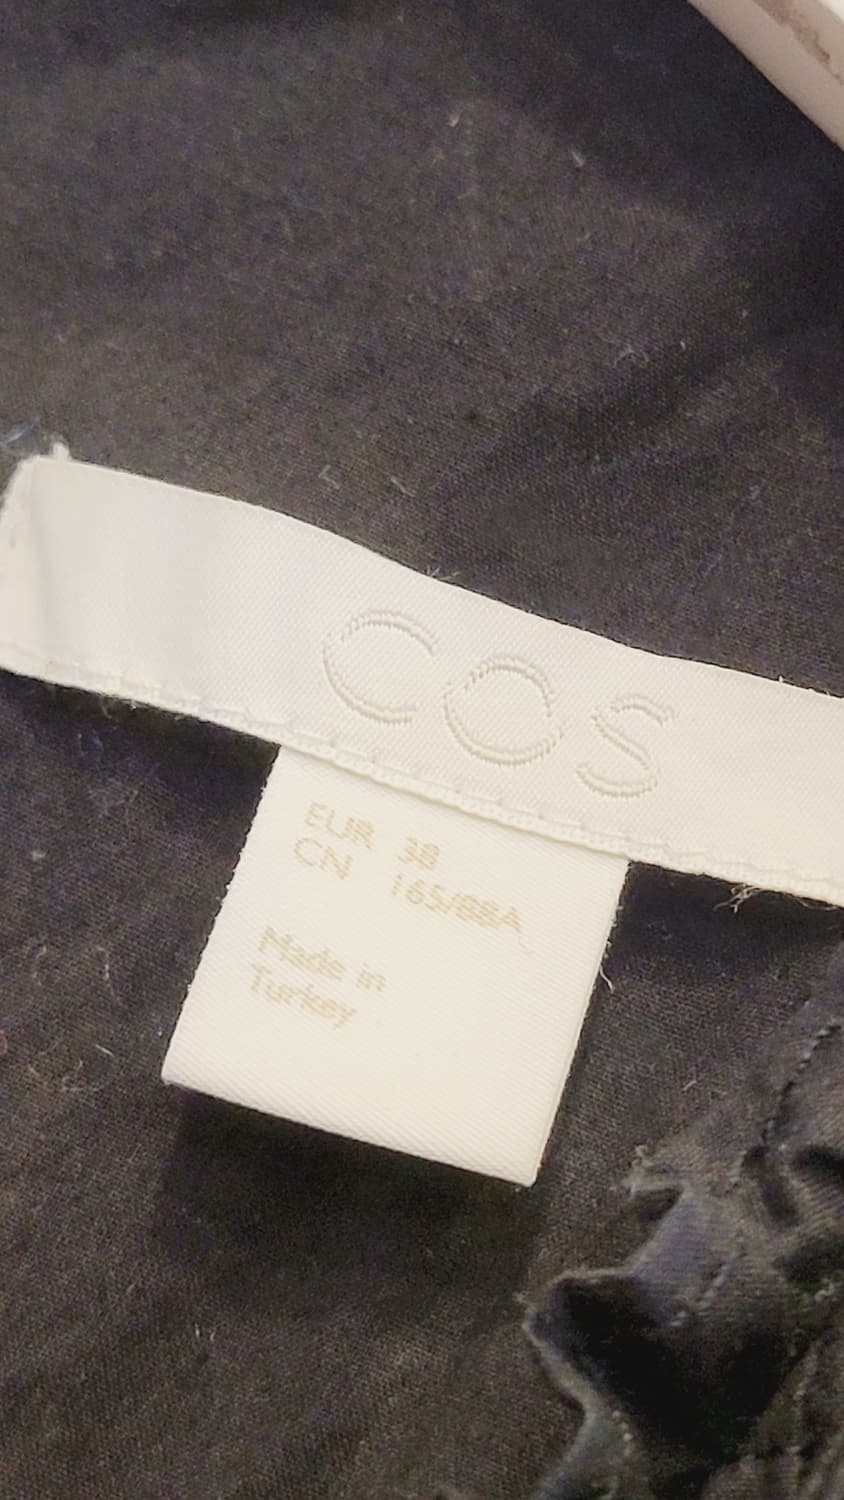 COS
EUR 38
CN 165/88A
Made in
Turkey